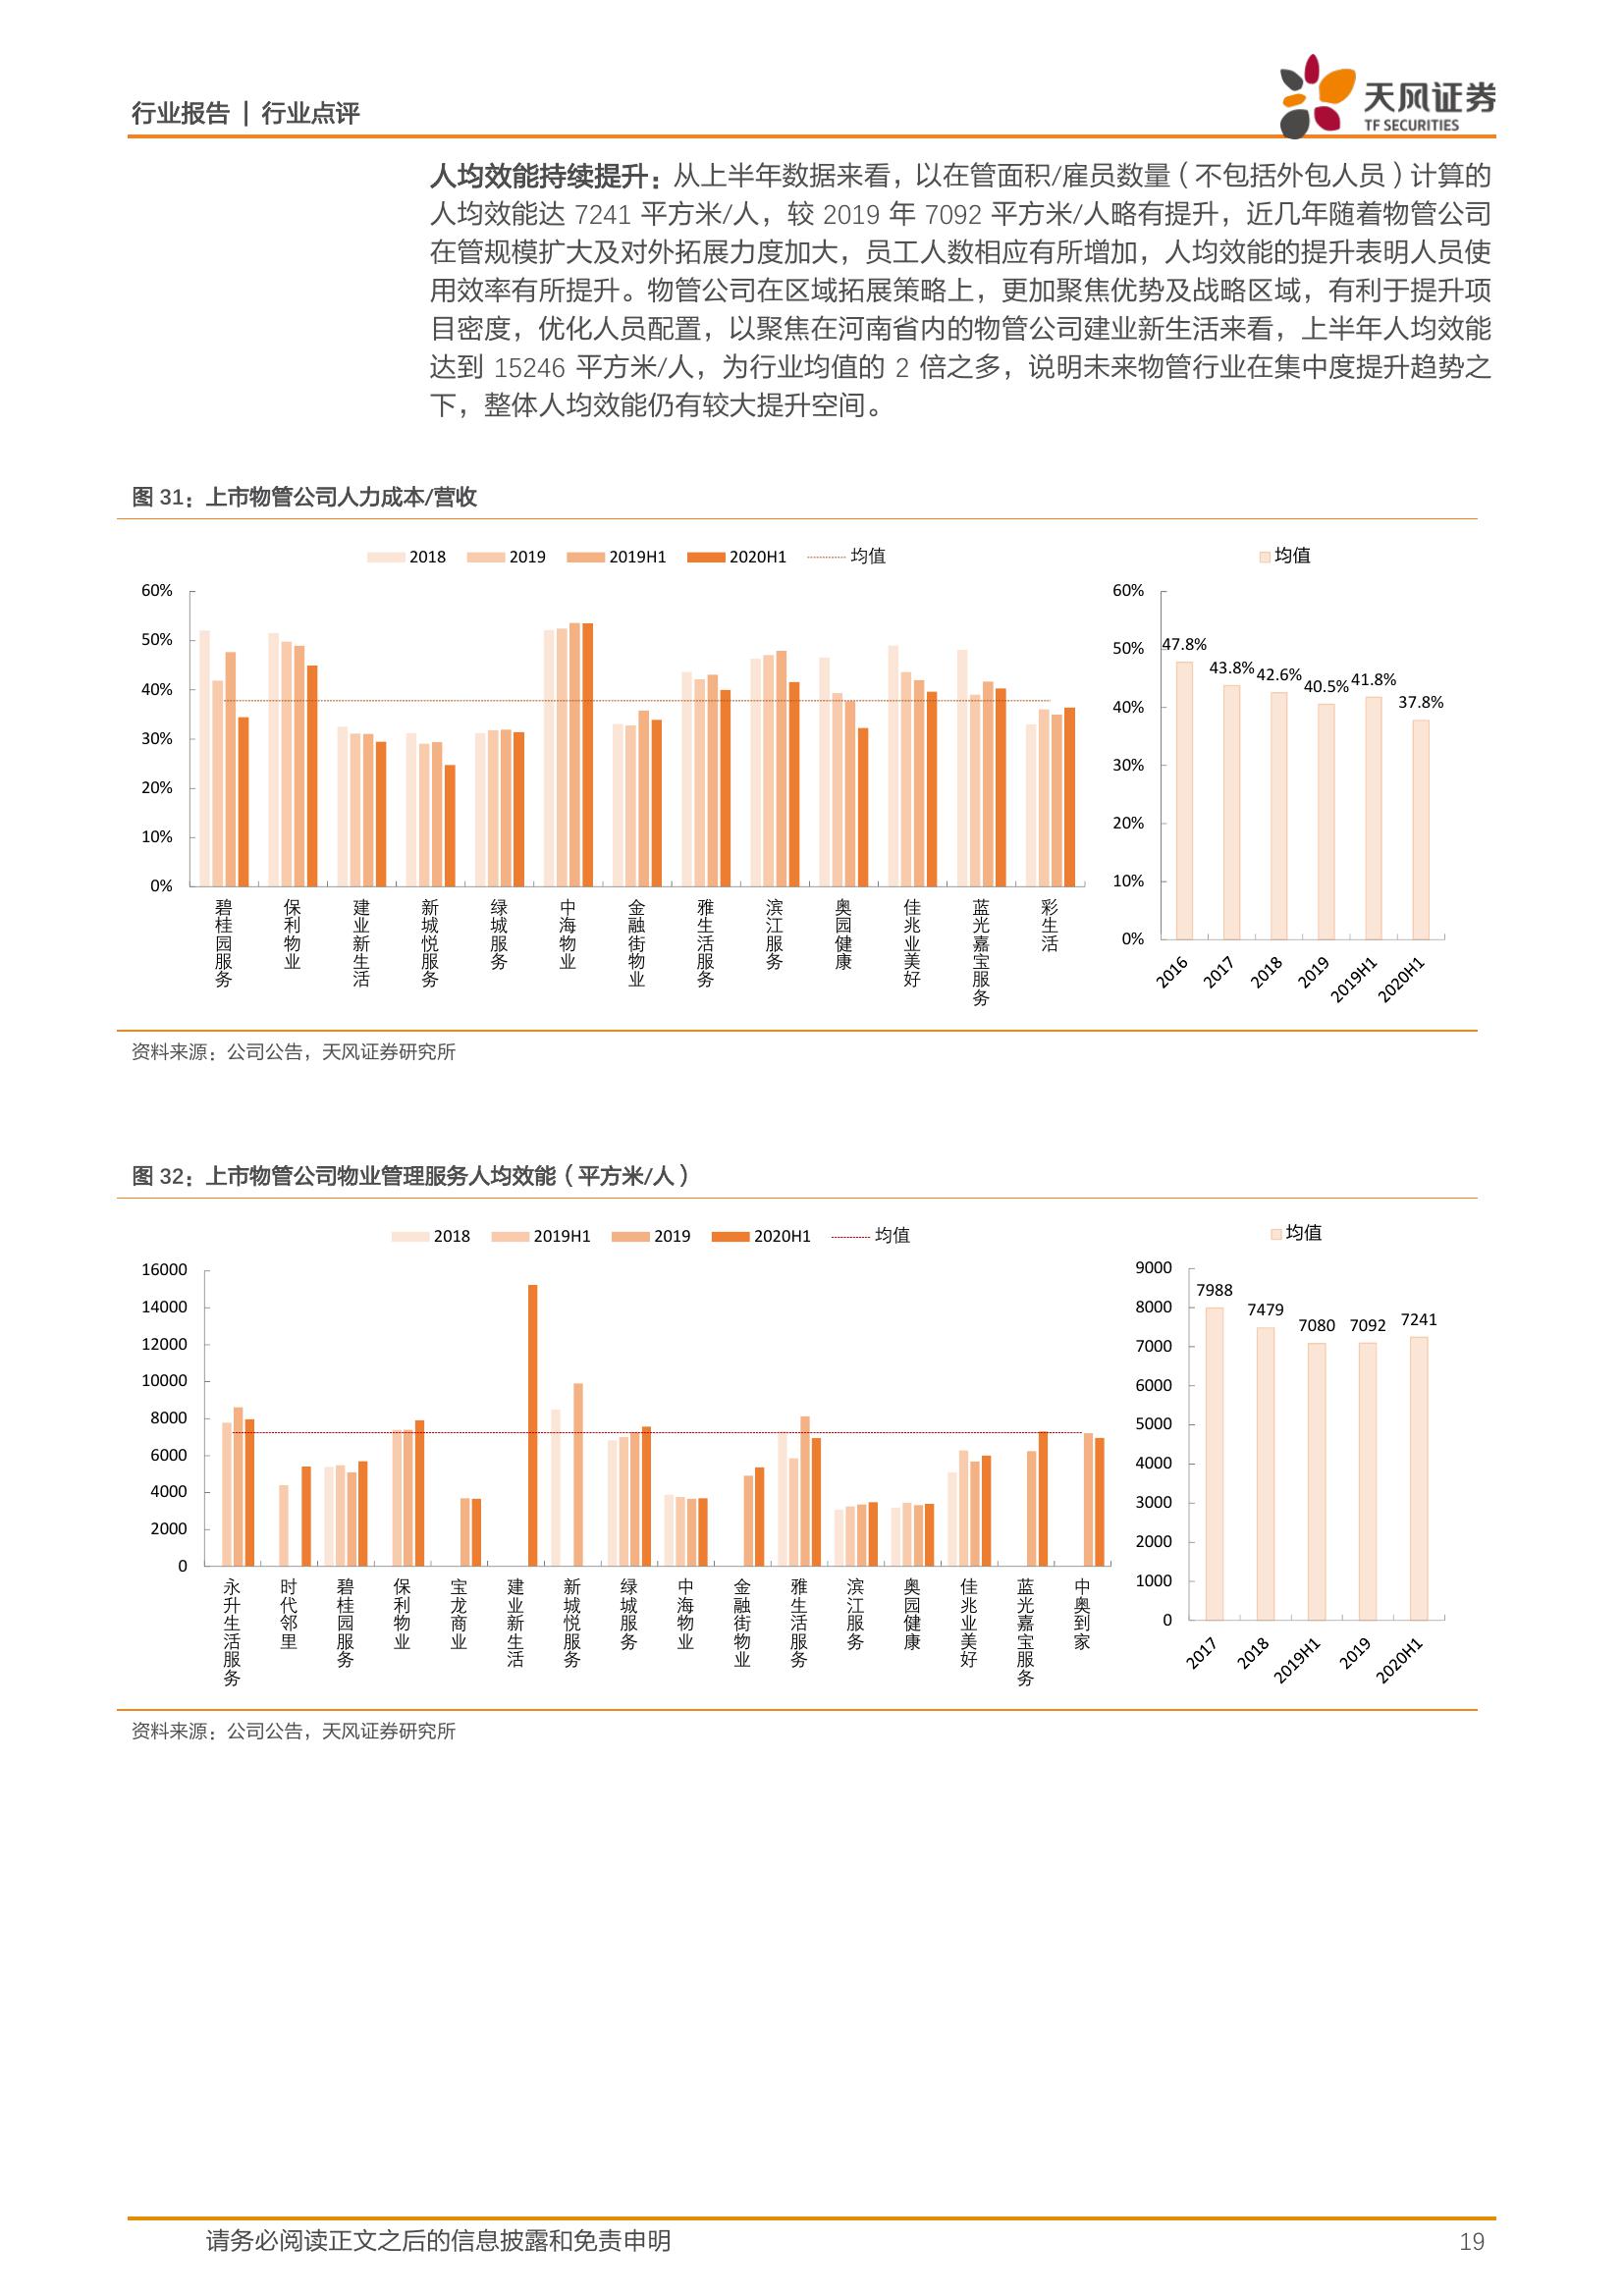 行业报告 | 行业点评
天风证券
TF SECURITIES
人均效能持续提升：从上半年数据来看，以在管面积/雇员数量（不包括外包人员）计算的
人均效能达 7241 平方米/人，较 2019 年 7092 平方米/人略有提升，近几年随着物管公司
在管规模扩大及对外拓展力度加大，员工人数相应有所增加，人均效能的提升表明人员使
用效率有所提升。物管公司在区域拓展策略上，更加聚焦优势及战略区域，有利于提升项
目密度，优化人员配置，以聚焦在河南省内的物管公司建业新生活来看，上半年人均效能
达到 15246 平方米/人，为行业均值的 2 倍之多，说明未来物管行业在集中度提升趋势之
下，整体人均效能仍有较大提升空间。
图 31：上市物管公司人力成本/营收
2018 2019 2019H1 2020H1 均值
60%
50%
40%
30%
20%
10%
0%
碧桂园服务
保利物业
建业新生活
新城悦服务
绿城服务
中海物业
金融街物业
雅生活服务
滨江服务
奥园健康
佳兆业美好
蓝光嘉宝服务
彩生活
均值
60%
50%
40%
30%
20%
10%
0%
47.8%
43.8%
42.6%
40.5%
41.8%
37.8%
2016
2017
2018
2019
2019H1
2020H1
资料来源：公司公告，天风证券研究所
图 32：上市物管公司物业管理服务人均效能（平方米/人）
2018 2019H1 2019 2020H1 均值
16000
14000
12000
10000
8000
6000
4000
2000
0
永升生活服务
时代邻里
碧桂园服务
保利物业
宝龙商业
建业新生活
新城悦服务
绿城服务
中海物业
金融街物业
雅生活服务
滨江服务
奥园健康
佳兆业美好
蓝光嘉宝服务
中奥到家
均值
9000
8000
7000
6000
5000
4000
3000
2000
1000
0
7988
7479
7080
7092
7241
2017
2018
2019H1
2019
2020H1
资料来源：公司公告，天风证券研究所
请务必阅读正文之后的信息披露和免责申明
19